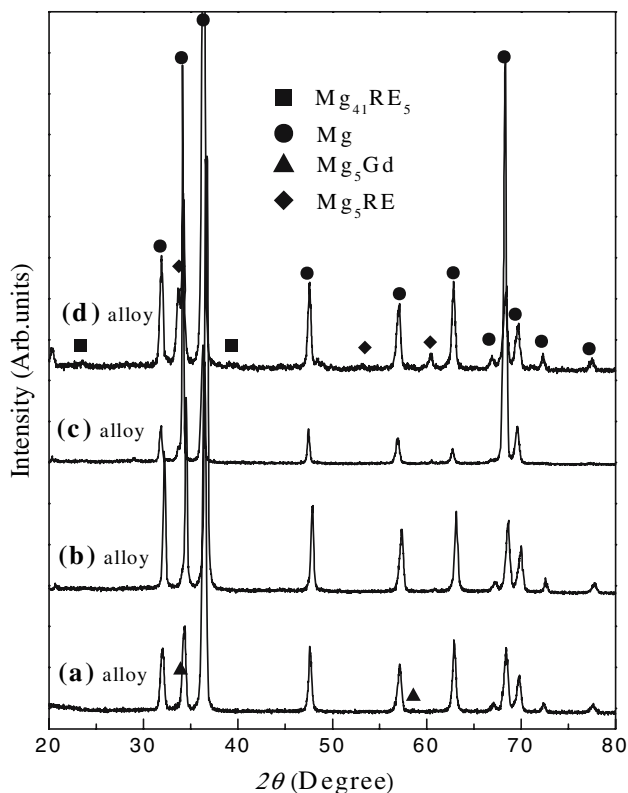 Mg₄₁RE₅
Mg
Mg₅Gd
Mg₅RE
(d) alloy
(c) alloy
(b) alloy
(a) alloy
Intensity (Arb.units)
20 30 40 50 60 70 80
2θ (Degree)